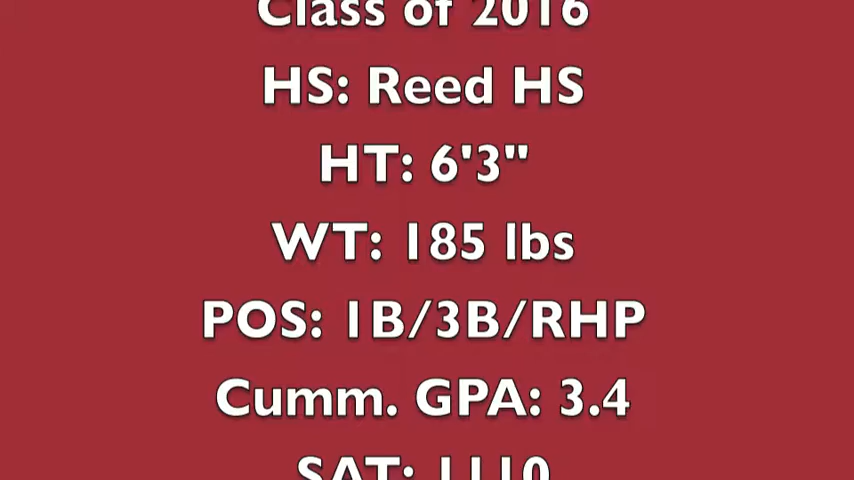 Class of 2016
HS: Reed HS
HT: 6'3"
WT: 185 lbs
POS: 1B/3B/RHP
Cumm. GPA: 3.4
SAT: 1110